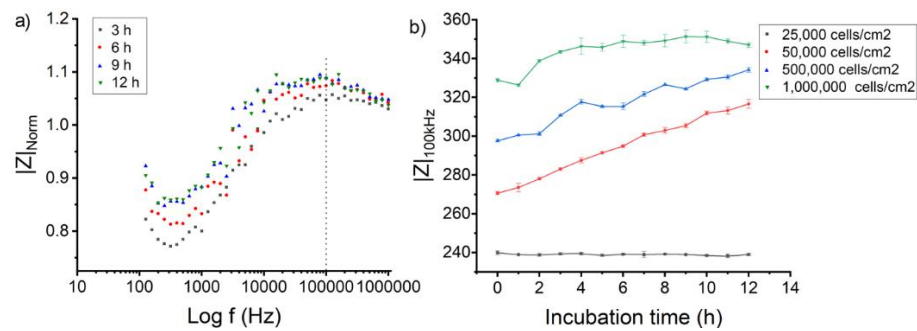 a)
3 h
6 h
9 h
12 h
1.2
1.1
1.0
0.9
0.8
|Z|Norm
10
100
1000
10000
100000
1000000
Log f (Hz)
b)
360
340
320
300
280
260
240
|Z|100kHz
0
2
4
6
8
10
12
14
Incubation time (h)
25,000 cells/cm2
50,000 cells/cm2
500,000 cells/cm2
1,000,000 cells/cm2